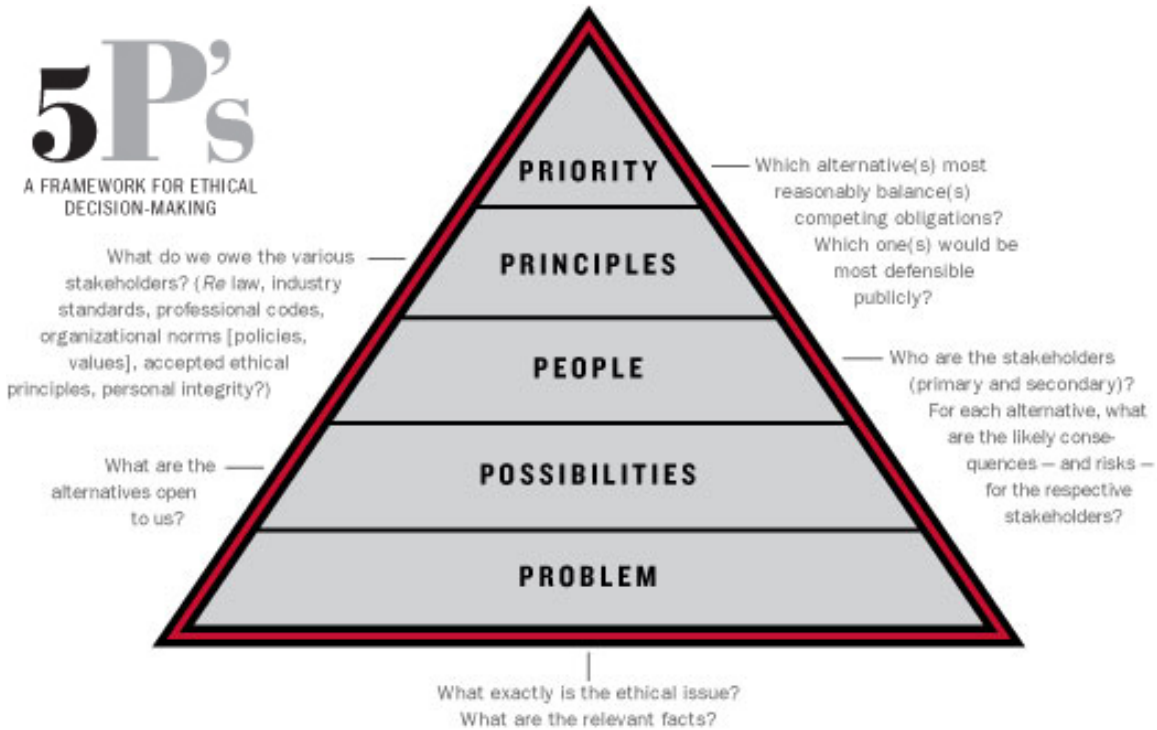 5P's
A FRAMEWORK FOR ETHICAL
DECISION-MAKING
PRIORITY
Which alternative(s) most
reasonably balance(s)
competing obligations?
Which one(s) would be
most defensible
publicly?
What do we owe the various
stakeholders? (Re law, industry
standards, professional codes,
organizational norms [policies,
values], accepted ethical
principles, personal integrity?)
PRINCIPLES
PEOPLE
Who are the stakeholders
(primary and secondary)?
For each alternative, what
are the likely conse-
quences — and risks —
for the respective
stakeholders?
What are the
alternatives open
to us?
POSSIBILITIES
PROBLEM
What exactly is the ethical issue?
What are the relevant facts?